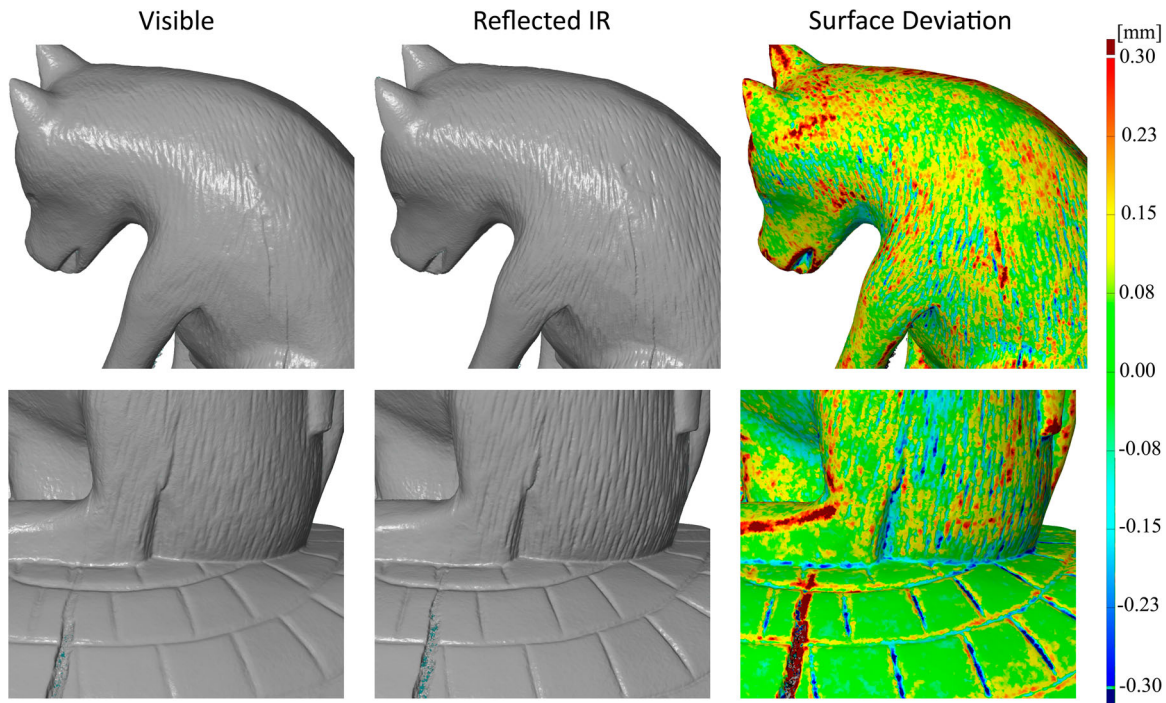 Visible
Reflected IR
Surface Deviation
[mm]
0.30
0.23
0.15
0.08
0.00
-0.08
-0.15
-0.23
-0.30